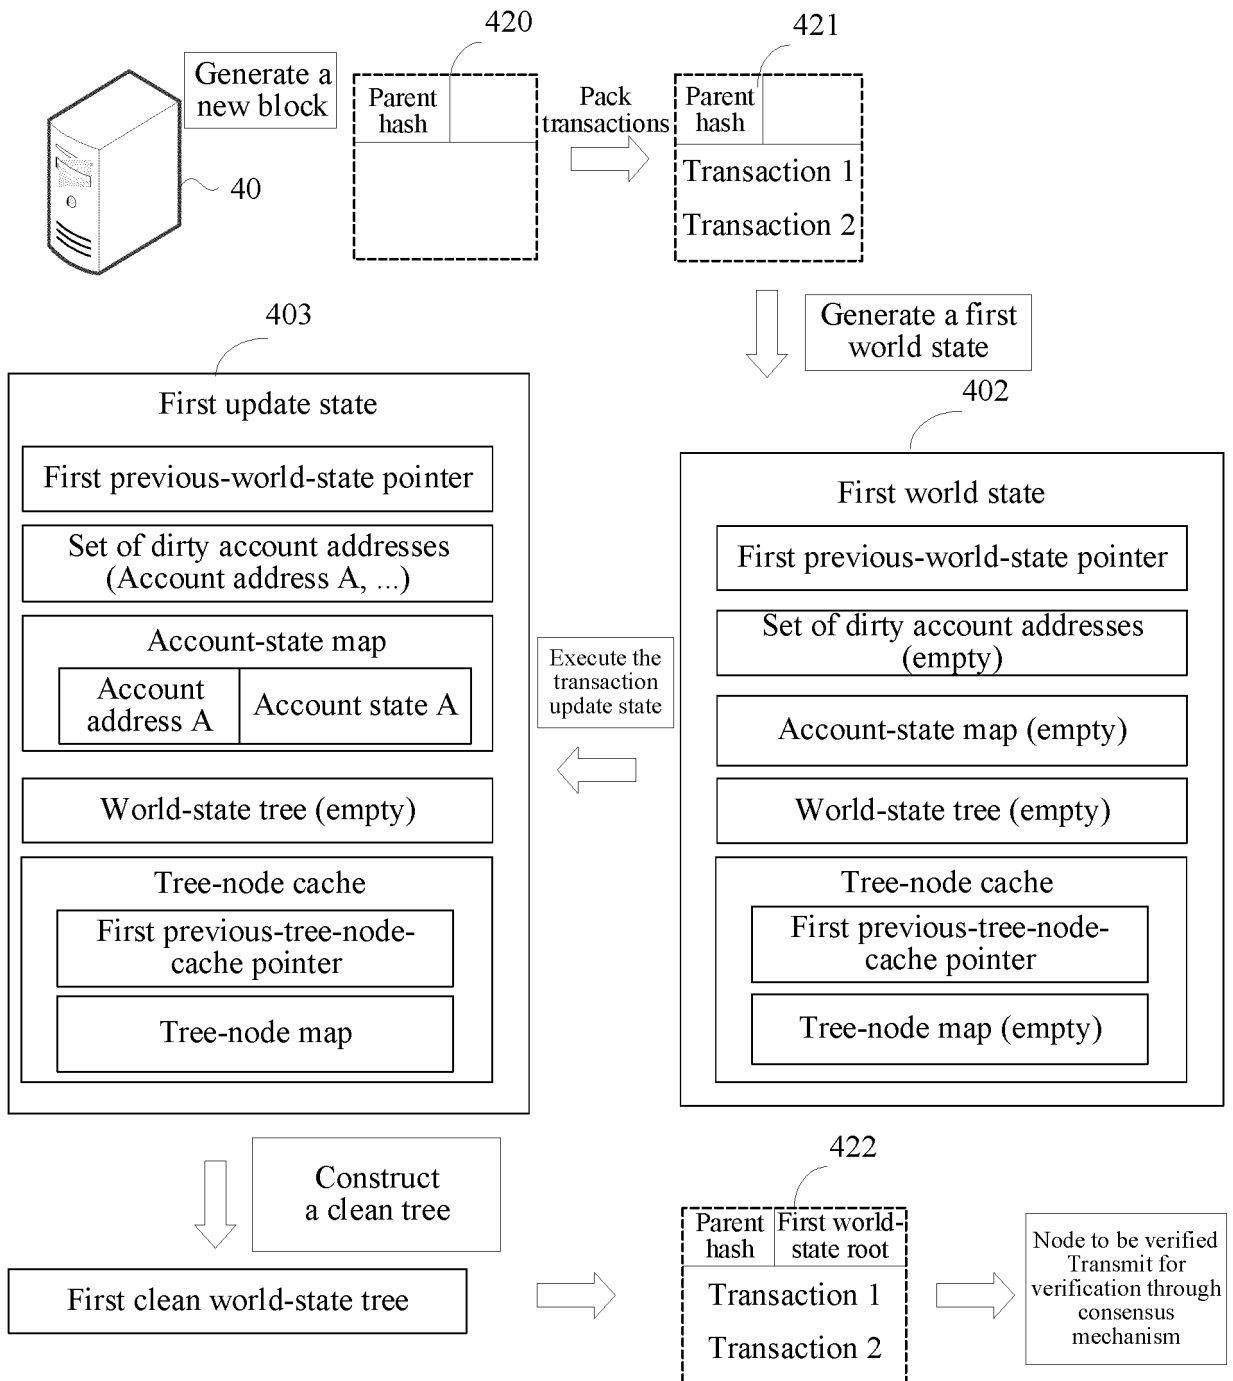 420
421
Generate a
new block
Parent
hash
Pack
transactions
Parent
hash
Transaction 1
Transaction 2
40
Generate a first
world state
403
402
First update state
First previous-world-state pointer
Set of dirty account addresses
(Account address A, ...)
Account-state map
Account
address A
Account state A
World-state tree (empty)
Tree-node cache
First previous-tree-node-
cache pointer
Tree-node map
Execute the
transaction
update state
First world state
First previous-world-state pointer
Set of dirty account addresses
(empty)
Account-state map (empty)
World-state tree (empty)
Tree-node cache
First previous-tree-node-
cache pointer
Tree-node map (empty)
Construct
a clean tree
First clean world-state tree
422
Parent
hash
First world-
state root
Transaction 1
Transaction 2
Node to be verified
Transmit for
verification through
consensus
mechanism